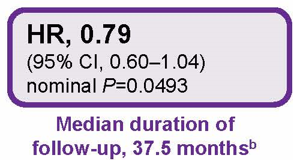 HR, 0.79
(95% CI, 0.60–1.04)
nominal P=0.0493
Median duration of
follow-up, 37.5 monthsᵇ